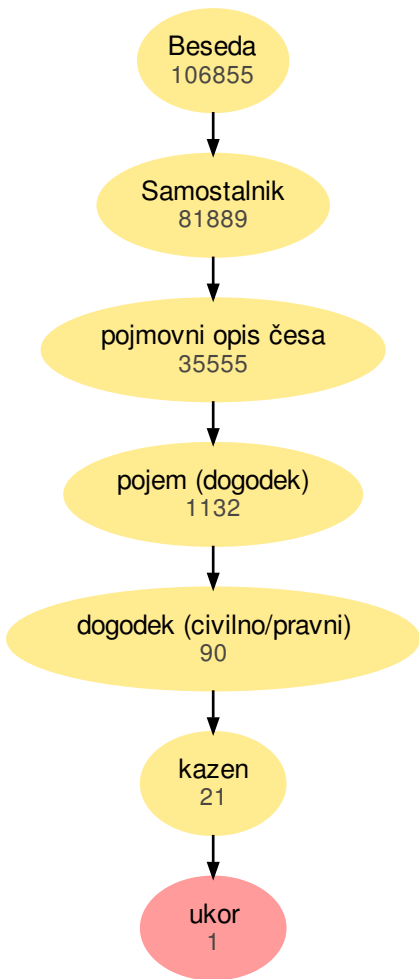 Beseda
106855
Samostalnik
81889
pojmovni opis česa
35555
pojem (dogodek)
1132
dogodek (civilno/pravni)
90
kazen
21
ukor
1